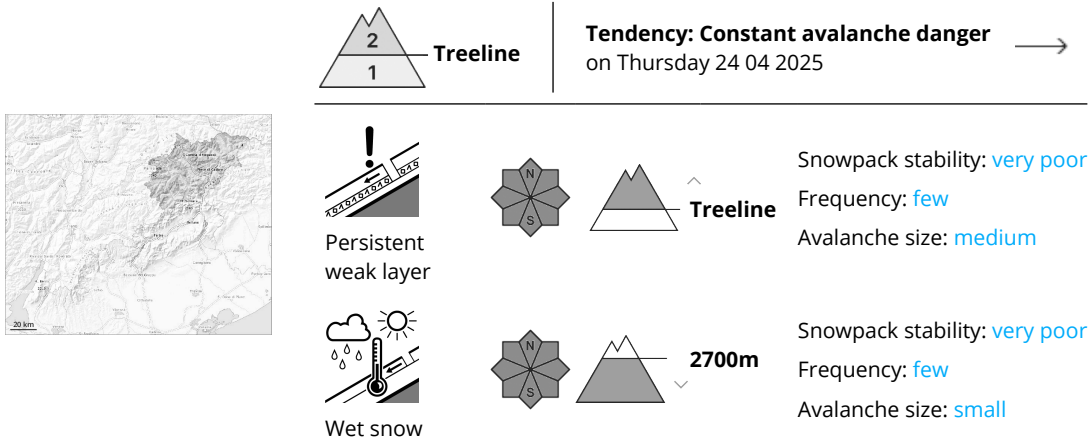 2
1
Treeline
Tendency: Constant avalanche danger
on Thursday 24 04 2025
20 km
N
S
Treeline
Persistent
weak layer
Snowpack stability: very poor
Frequency: few
Avalanche size: medium
N
S
2700m
Wet snow
Snowpack stability: very poor
Frequency: few
Avalanche size: small